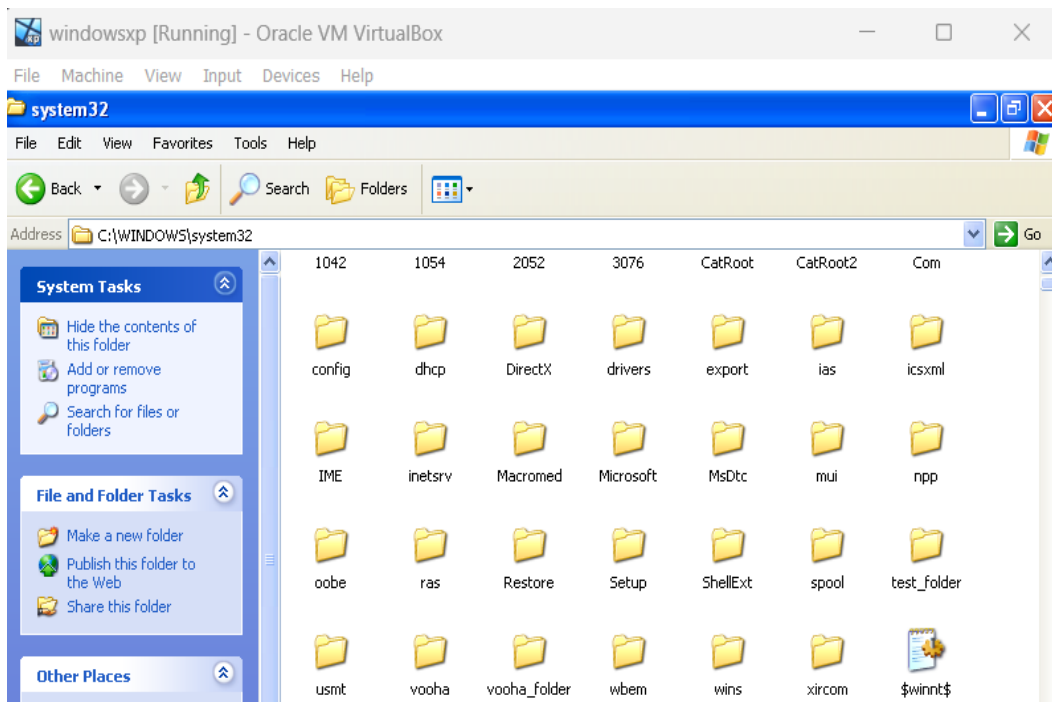 windowsxp [Running] - Oracle VM VirtualBox
File Machine View Input Devices Help
system32
File Edit View Favorites Tools Help
Back Search Folders
Address C:\WINDOWS\system32 Go
System Tasks
Hide the contents of
this folder
Add or remove
programs
Search for files or
folders
File and Folder Tasks
Make a new folder
Publish this folder to
the Web
Share this folder
Other Places
1042 1054 2052 3076 CatRoot CatRoot2 Com
config dhcp DirectX drivers export ias icsxml
IME inetsrv Macromed Microsoft MsDtc mui npp
oobe ras Restore Setup ShellExt spool test_folder
usmt vooha vooha_folder wbem wins xircom $winnt$